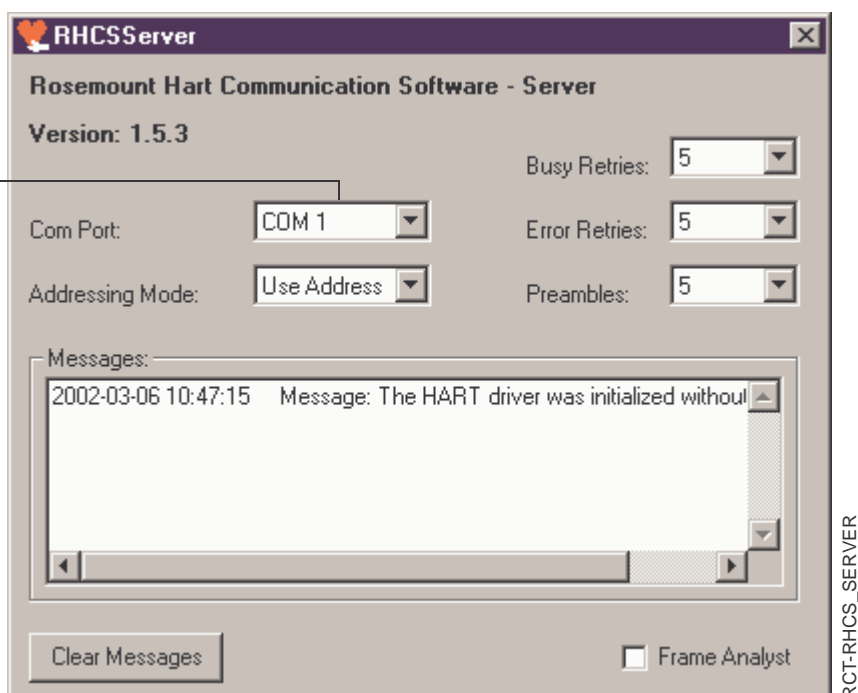 RHCSServer
Rosemount Hart Communication Software - Server
Version: 1.5.3
Busy Retries: 5
Com Port: COM 1
Error Retries: 5
Addressing Mode: Use Address
Preambles: 5
Messages:
2002-03-06 10:47:15 Message: The HART driver was initialized without
Clear Messages
Frame Analyst
RCT-RHCS_SERVER